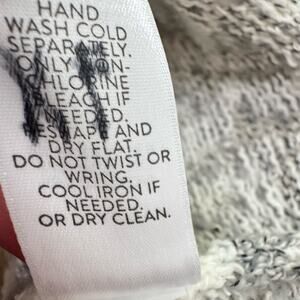 HAND
WASH COLD
SEPARATELY.
ONLY NON-
CHLORINE
BLEACH IF
NEEDED.
RESHAPE AND
DRY FLAT.
DO NOT TWIST OR
WRING.
COOL IRON IF
NEEDED.
OR DRY CLEAN.